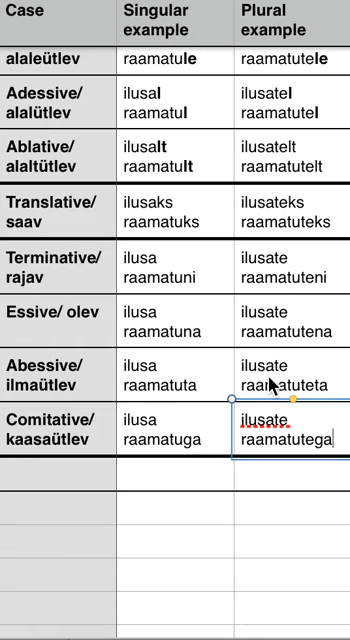 Case Singular example Plural example
alaleütlev raamatule raamatutele
Adessive/ ilusal ilusatel
alalütlev raamatul raamatutel
Ablative/ ilusalt ilusatelt
alaltütlev raamatult raamatutelt
Translative/ ilusaks ilusateks
saav raamatuks raamatuteks
Terminative/ ilusa ilusate
rajav raamatuni raamatuteni
Essive/ olev ilusa ilusate
raamatuna raamatutena
Abessive/ ilusa ilusate
ilmaütlev raamatuta raamatuteta
Comitative/ ilusa ilusate
kaasaütlev raamatuga raamatutega